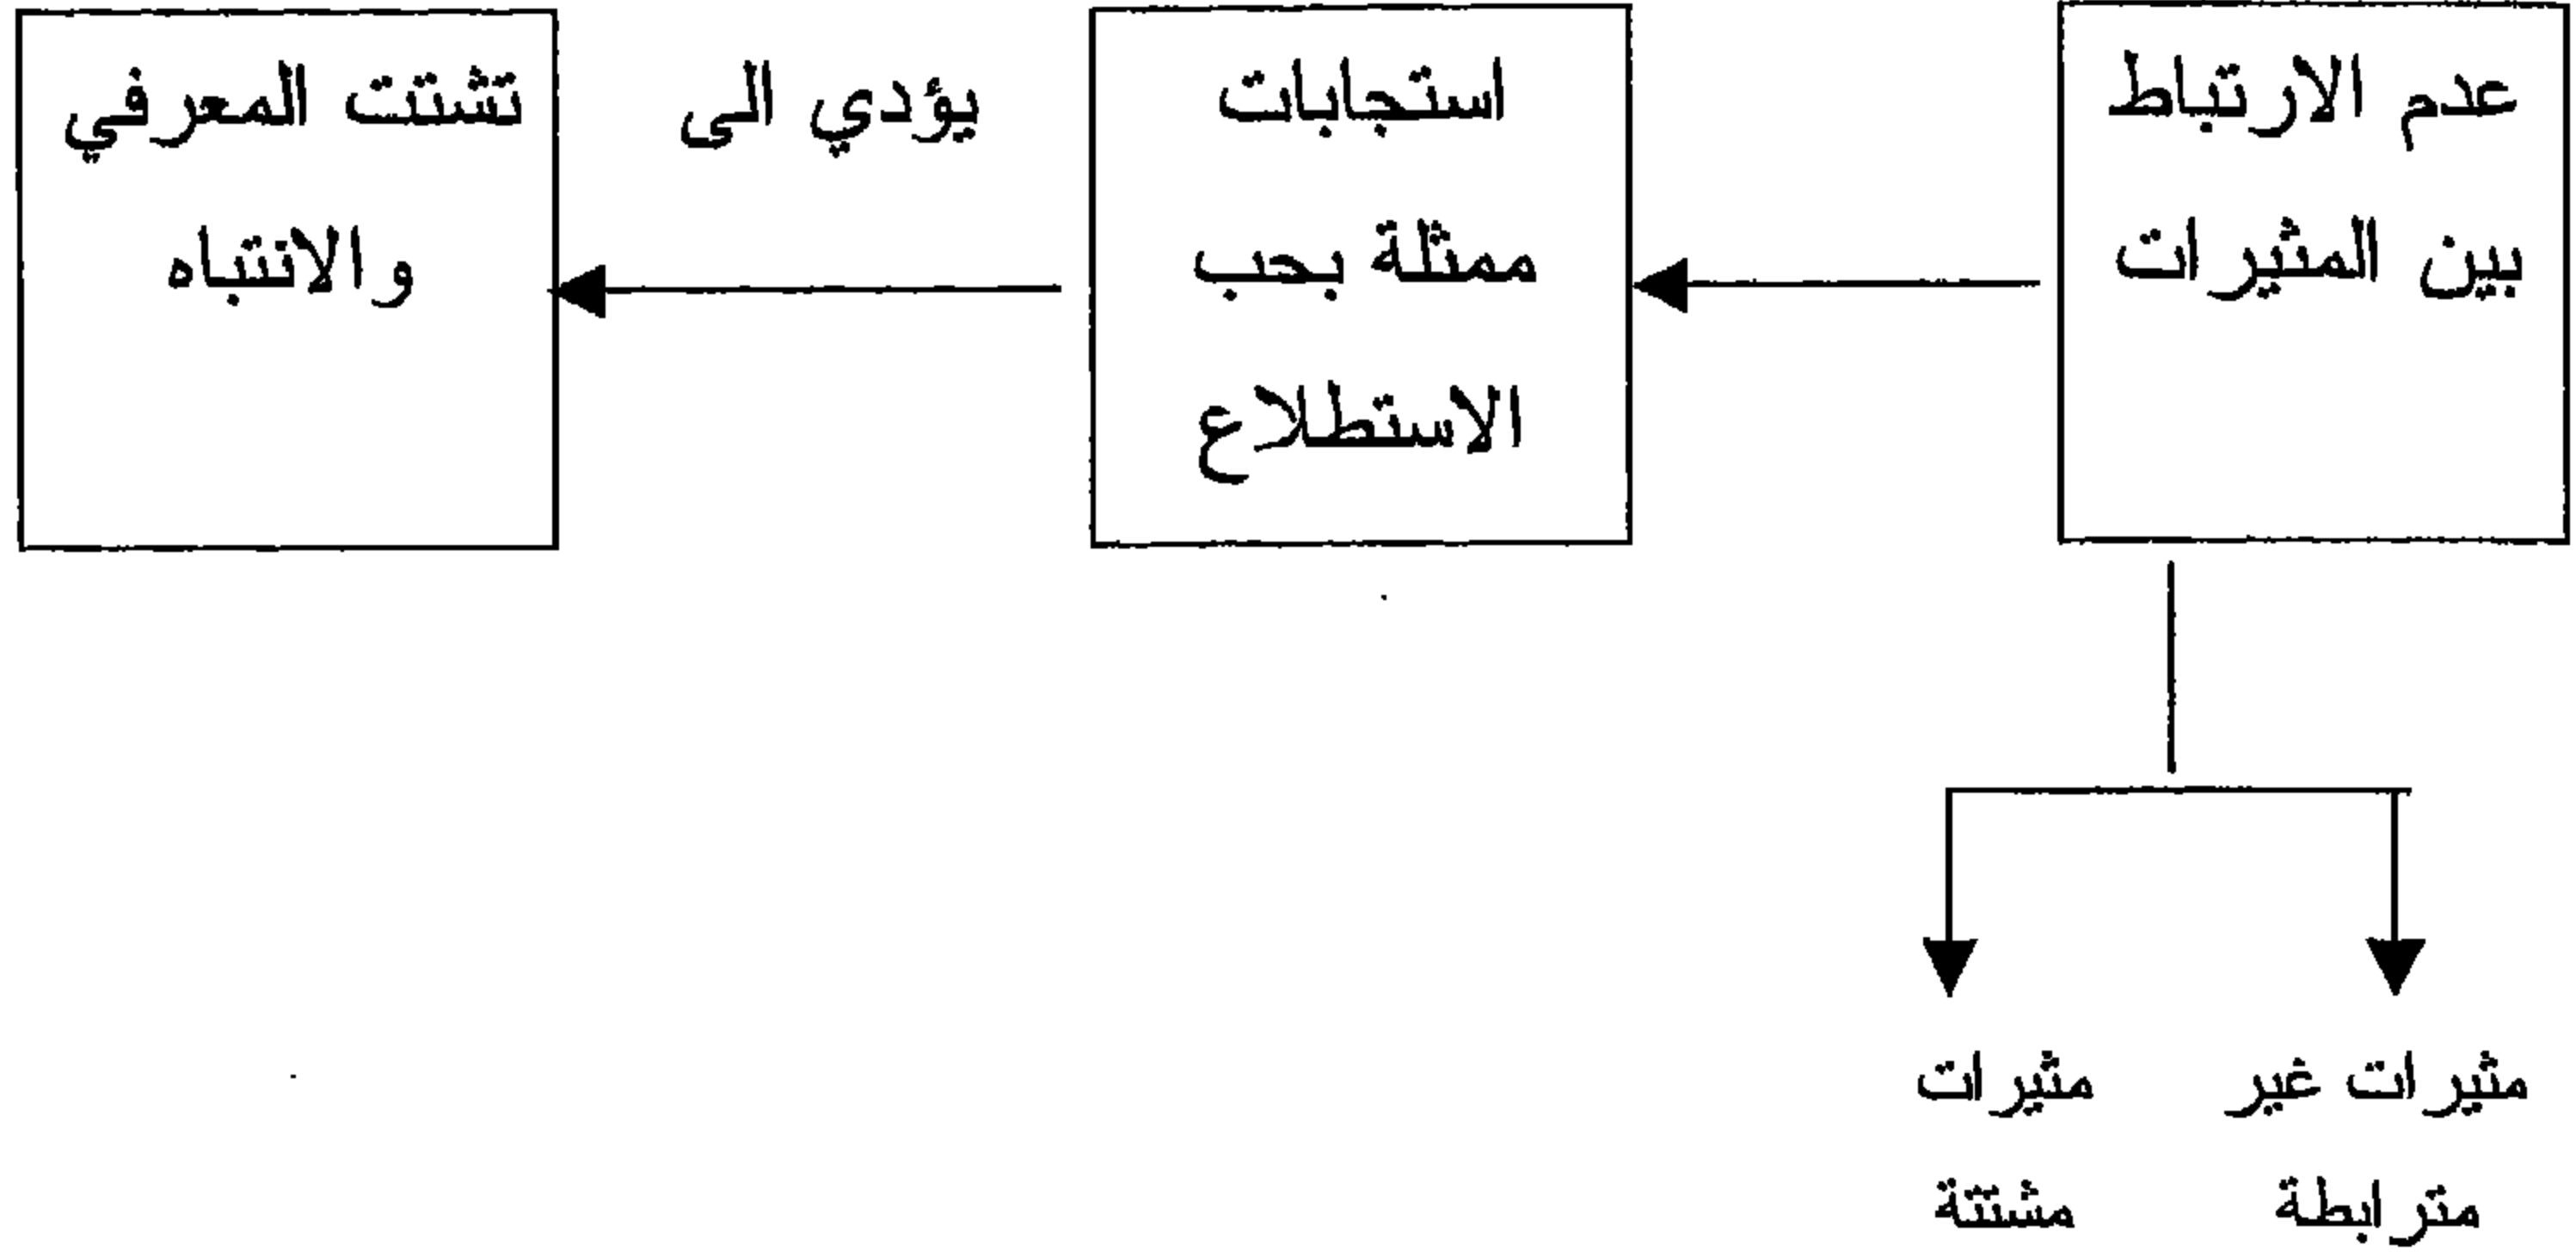 عدم الارتباط
بين المثيرات
استجابات
ممثلة بحب
الاستطلاع
يؤدي الى
تشتت المعرفي
والانتباه
مثيرات غير
مترابطة
مثيرات
مشتتة